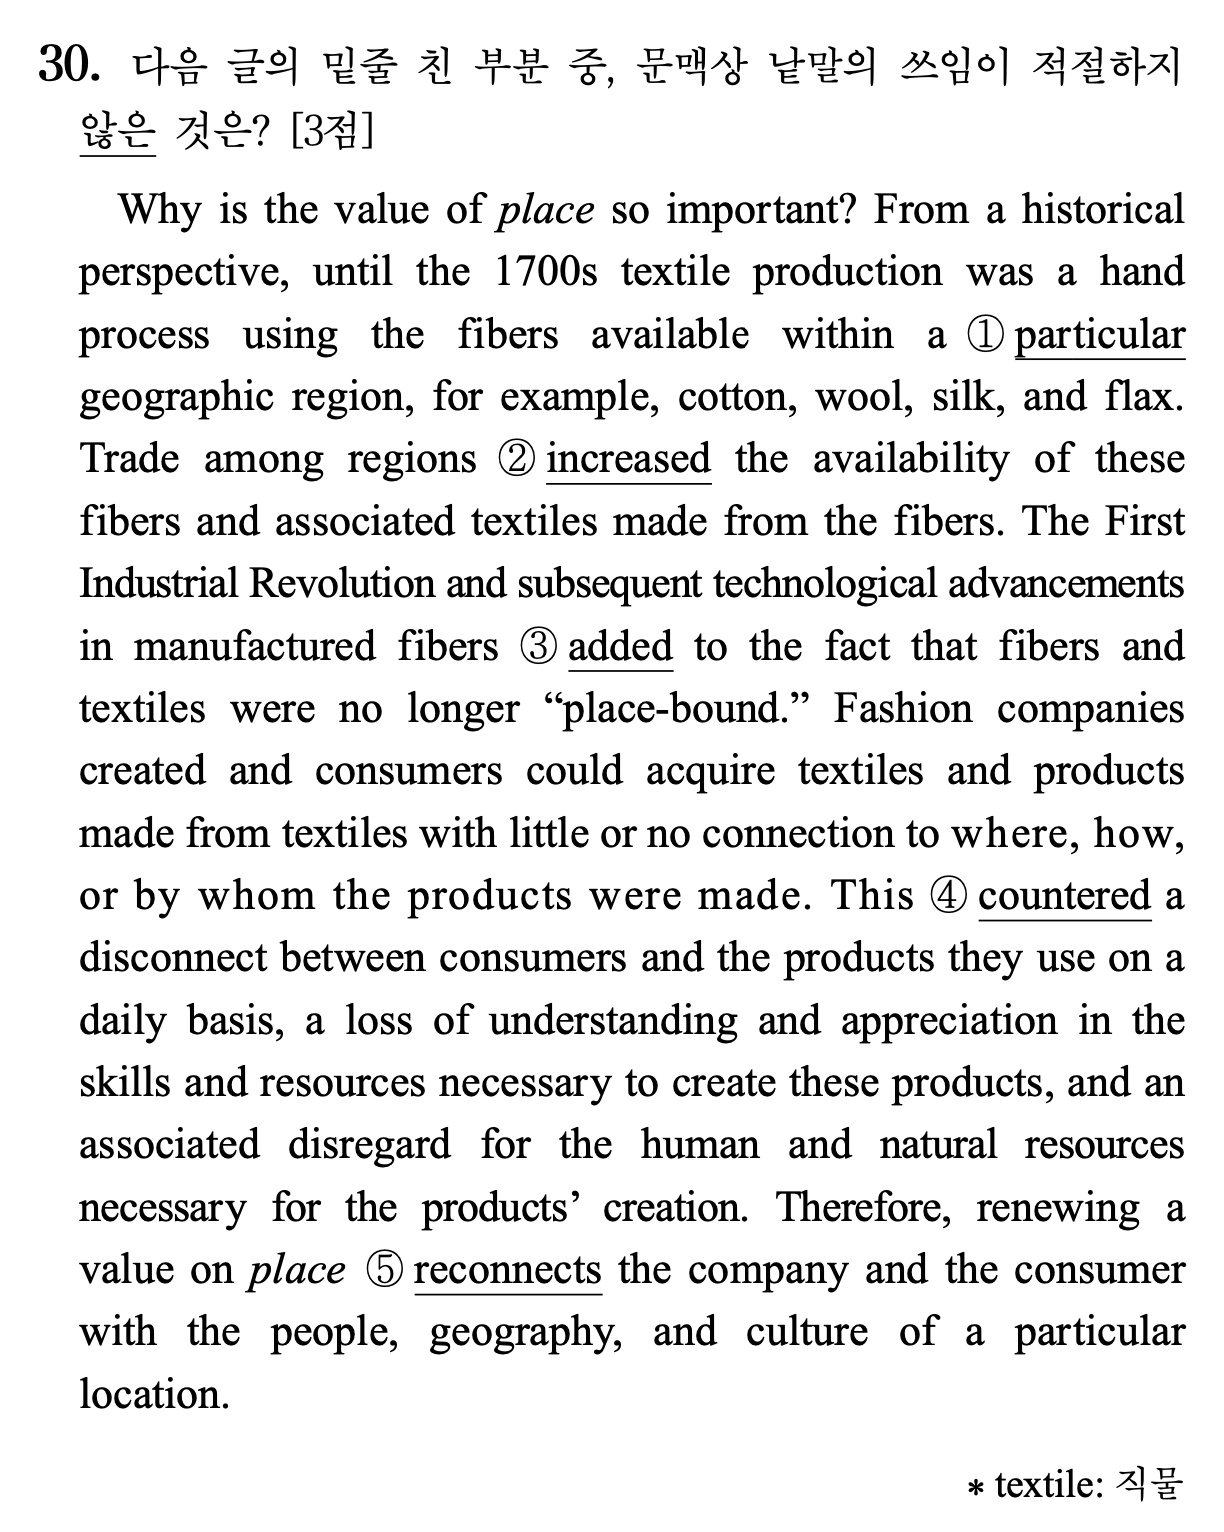 30. 다음 글의 밑줄 친 부분 중, 문맥상 낱말의 쓰임이 적절하지
않은 것은? [3점]
Why is the value of place so important? From a historical
perspective, until the 1700s textile production was a hand
process using the fibers available within a ① particular
geographic region, for example, cotton, wool, silk, and flax.
Trade among regions ② increased the availability of these
fibers and associated textiles made from the fibers. The First
Industrial Revolution and subsequent technological advancements
in manufactured fibers ③ added to the fact that fibers and
textiles were no longer “place-bound.” Fashion companies
created and consumers could acquire textiles and products
made from textiles with little or no connection to where, how,
or by whom the products were made. This ④ countered a
disconnect between consumers and the products they use on a
daily basis, a loss of understanding and appreciation in the
skills and resources necessary to create these products, and an
associated disregard for the human and natural resources
necessary for the products’ creation. Therefore, renewing a
value on place ⑤ reconnects the company and the consumer
with the people, geography, and culture of a particular
location.
* textile: 직물